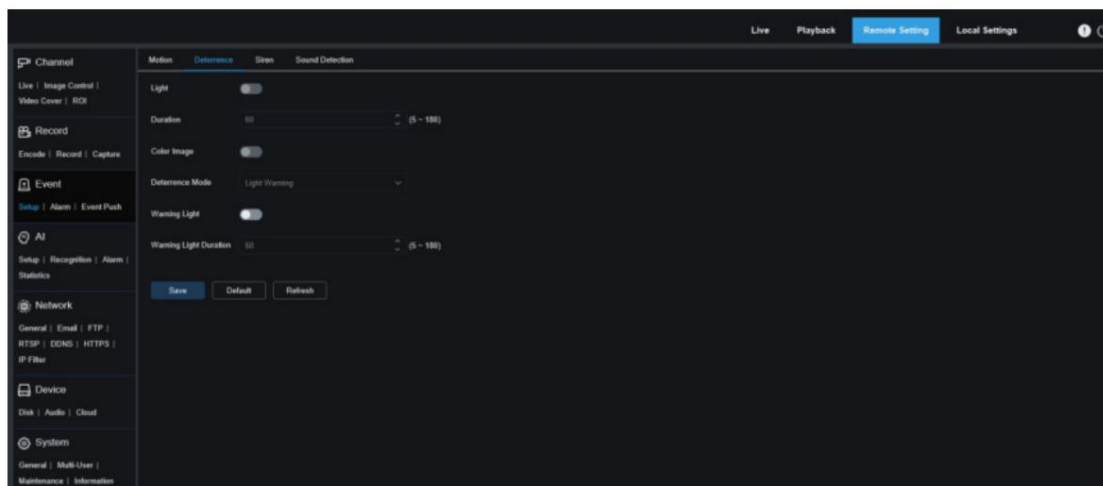 Live Playback Remote Setting Local Settings
Channel
Live | Image Control |
Video Cover | ROI
Record
Encode | Record | Capture
Event
Setup | Alarm | Event Push
AI
Setup | Recognition | Alarm |
Statistics
Network
General | Email | FTP |
RTSP | DDNS | HTTPS |
IP Filter
Device
Disk | Audio | Cloud
System
General | Multi-User |
Maintenance | Information
Motion Deterrence Siren Sound Detection
Light
Duration 60 (5 ~ 180)
Color Image
Deterrence Mode Light Warning
Warning Light
Warning Light Duration 60 (5 ~ 180)
Save Default Refresh